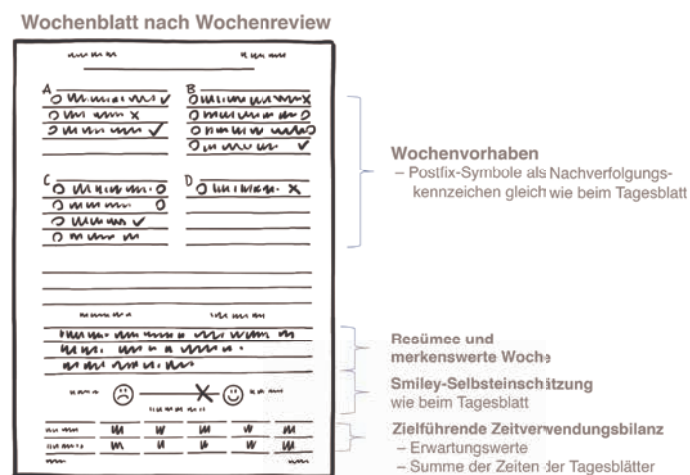 Wochenblatt nach Wochenreview
A
B
C
D
Wochenvorhaben
– Postfix-Symbole als Nachverfolgungs-
kennzeichen gleich wie beim Tagesblatt
Resümee und
merkenswerte Woche
Smiley-Selbsteinschätzung
wie beim Tagesblatt
Zielführende Zeitverwendungsbilanz
– Erwartungswerte
– Summe der Zeiten der Tagesblätter